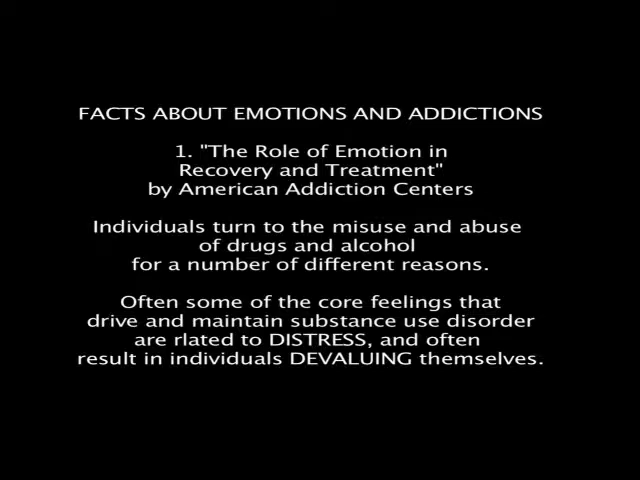 FACTS ABOUT EMOTIONS AND ADDICTIONS
1. "The Role of Emotion in
Recovery and Treatment"
by American Addiction Centers
Individuals turn to the misuse and abuse
of drugs and alcohol
for a number of different reasons.
Often some of the core feelings that
drive and maintain substance use disorder
are rlated to DISTRESS, and often
result in individuals DEVALUING themselves.